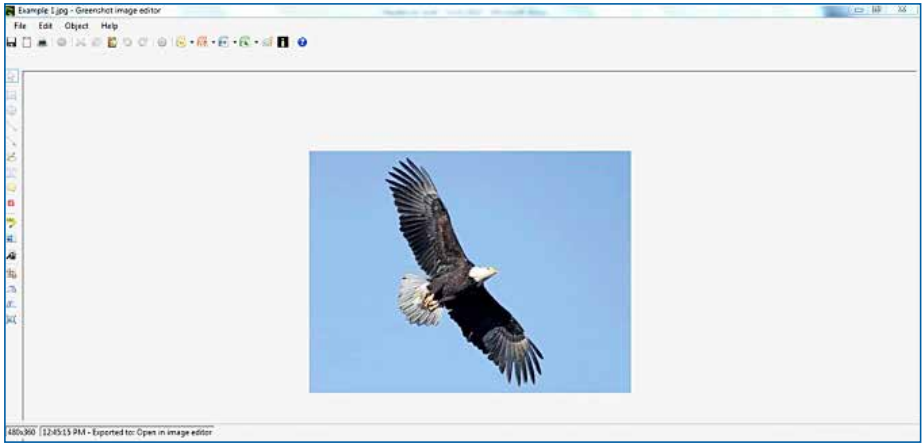 Example 1.jpg - Greenshot image editor
File Edit Object Help
480x360 12:45:15 PM - Exported to: Open in image editor